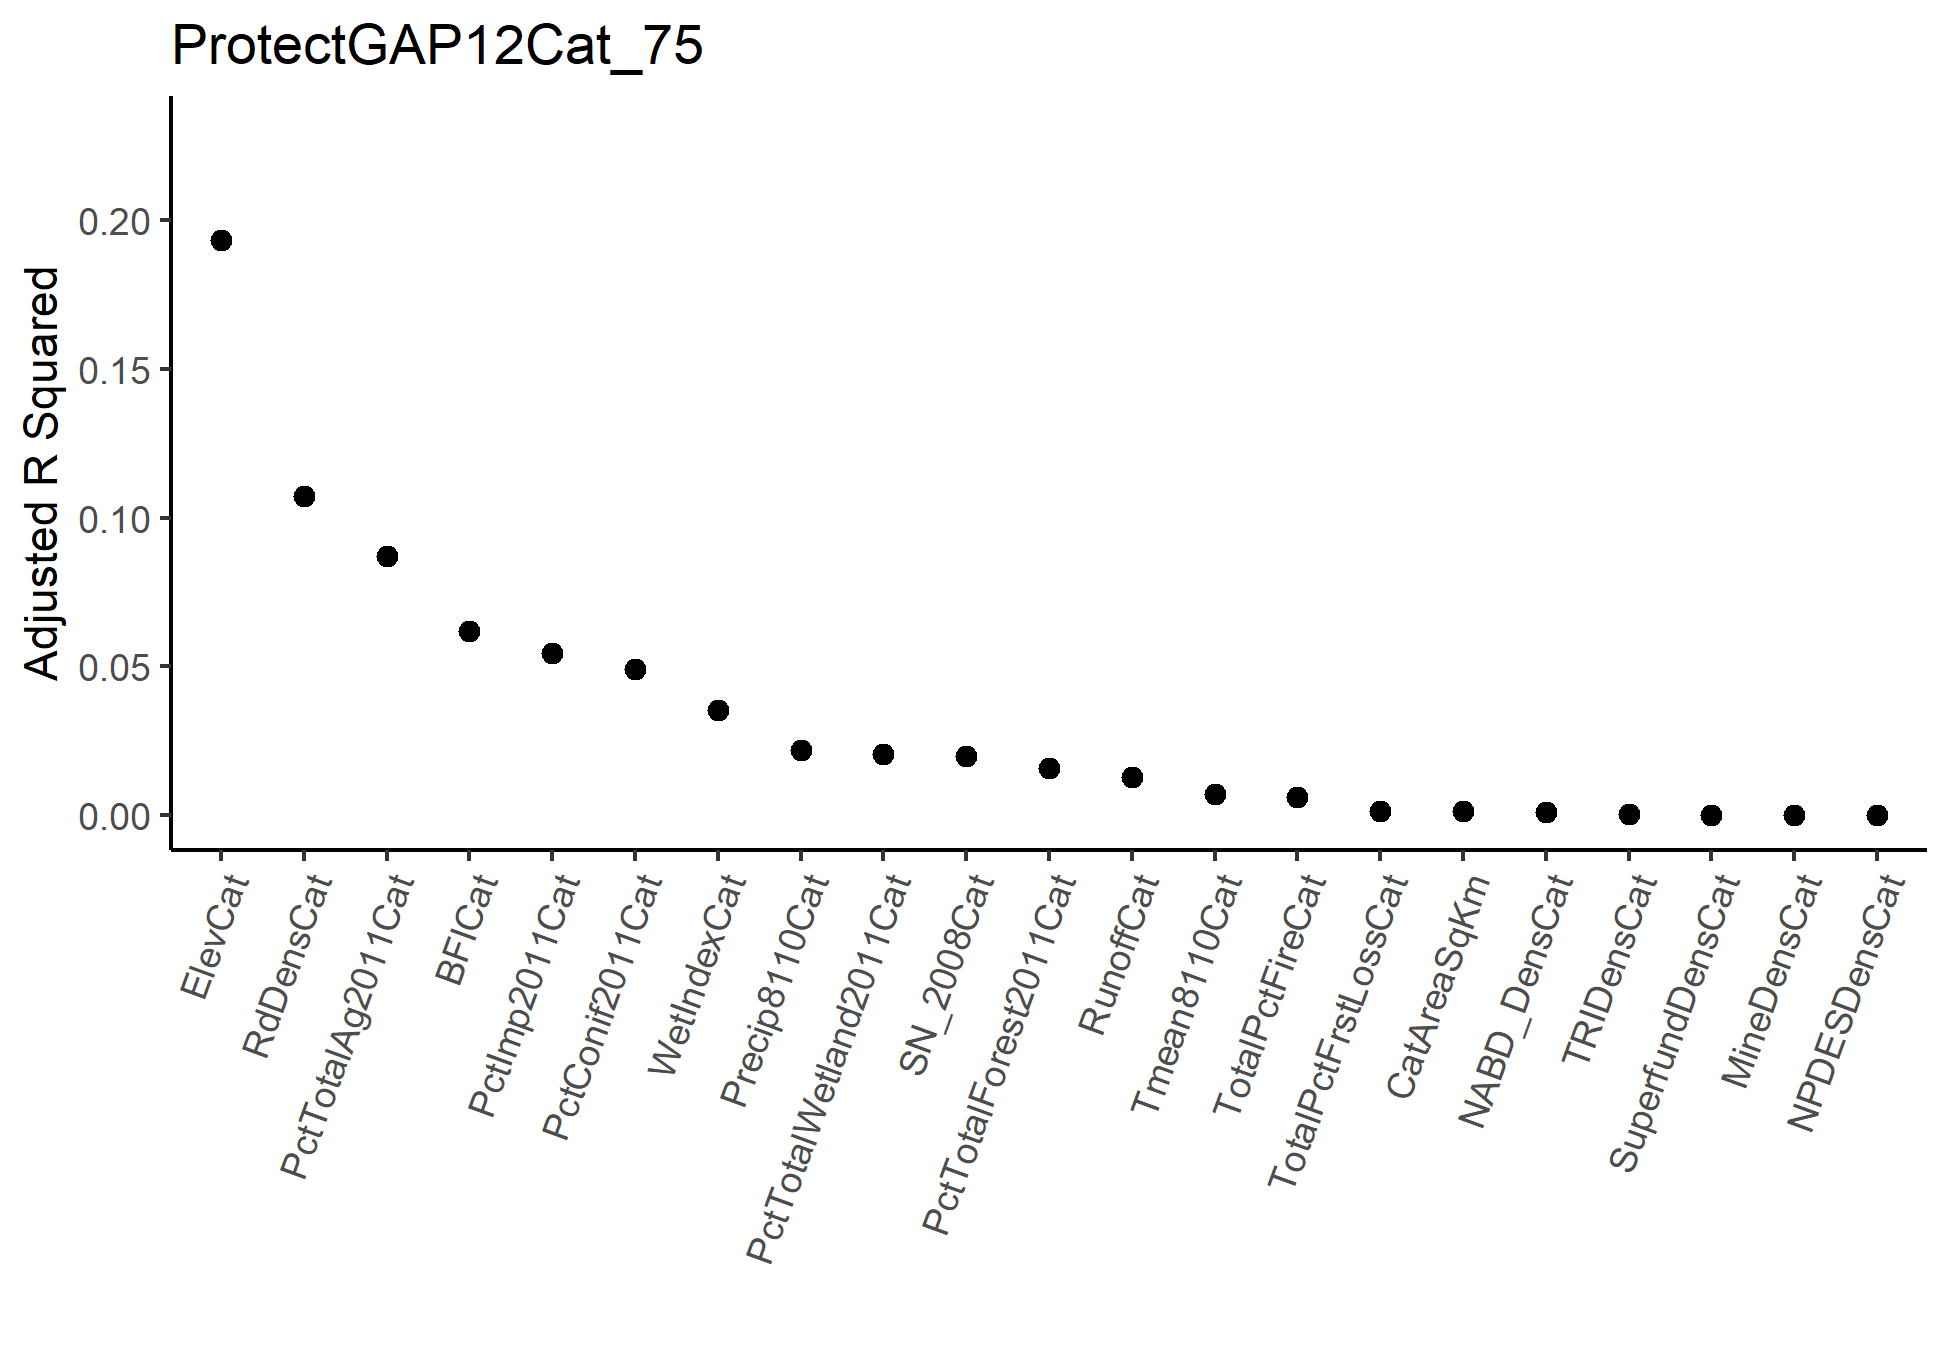 ProtectGAP12Cat_75
Adjusted R Squared
0.20
0.15
0.10
0.05
0.00
ElevCat
RdDensCat
PctTotalAg2011Cat
BFICat
PctImp2011Cat
PctConif2011Cat
WetIndexCat
Precip8110Cat
PctTotalWetland2011Cat
SN_2008Cat
PctTotalForest2011Cat
RunoffCat
Tmean8110Cat
TotalPctFireCat
TotalPctFrstLossCat
CatAreaSqKm
NABD_DensCat
TRIDensCat
SuperfundDensCat
MineDensCat
NPDESDensCat